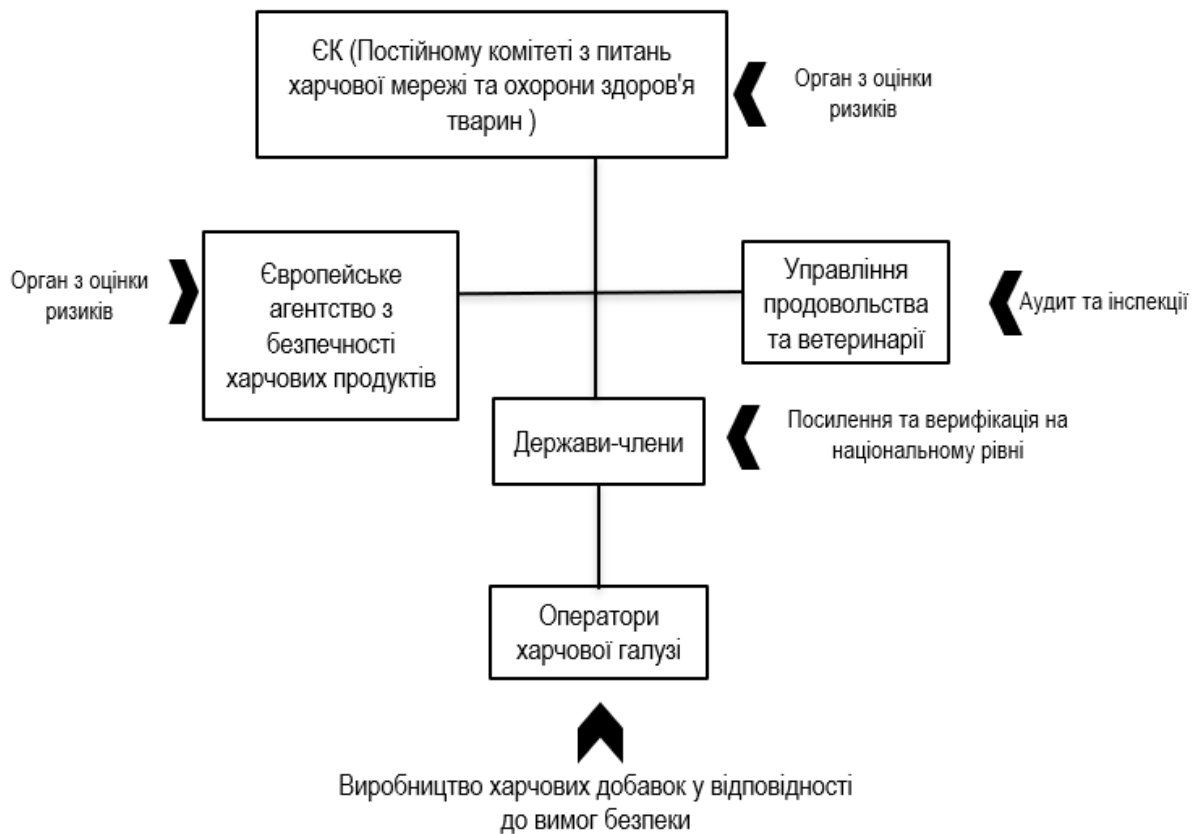 ЄК (Постійному комітеті з питань
харчової мережі та охорони здоров'я
тварин )
Орган з оцінки
ризиків
Орган з оцінки
ризиків
Європейське
агентство з
безпечності
харчових продуктів
Управління
продовольства
та ветеринарії
Аудит та інспекції
Держави-члени
Посилення та верифікація на
національному рівні
Оператори
харчової галузі
Виробництво харчових добавок у відповідності
до вимог безпеки